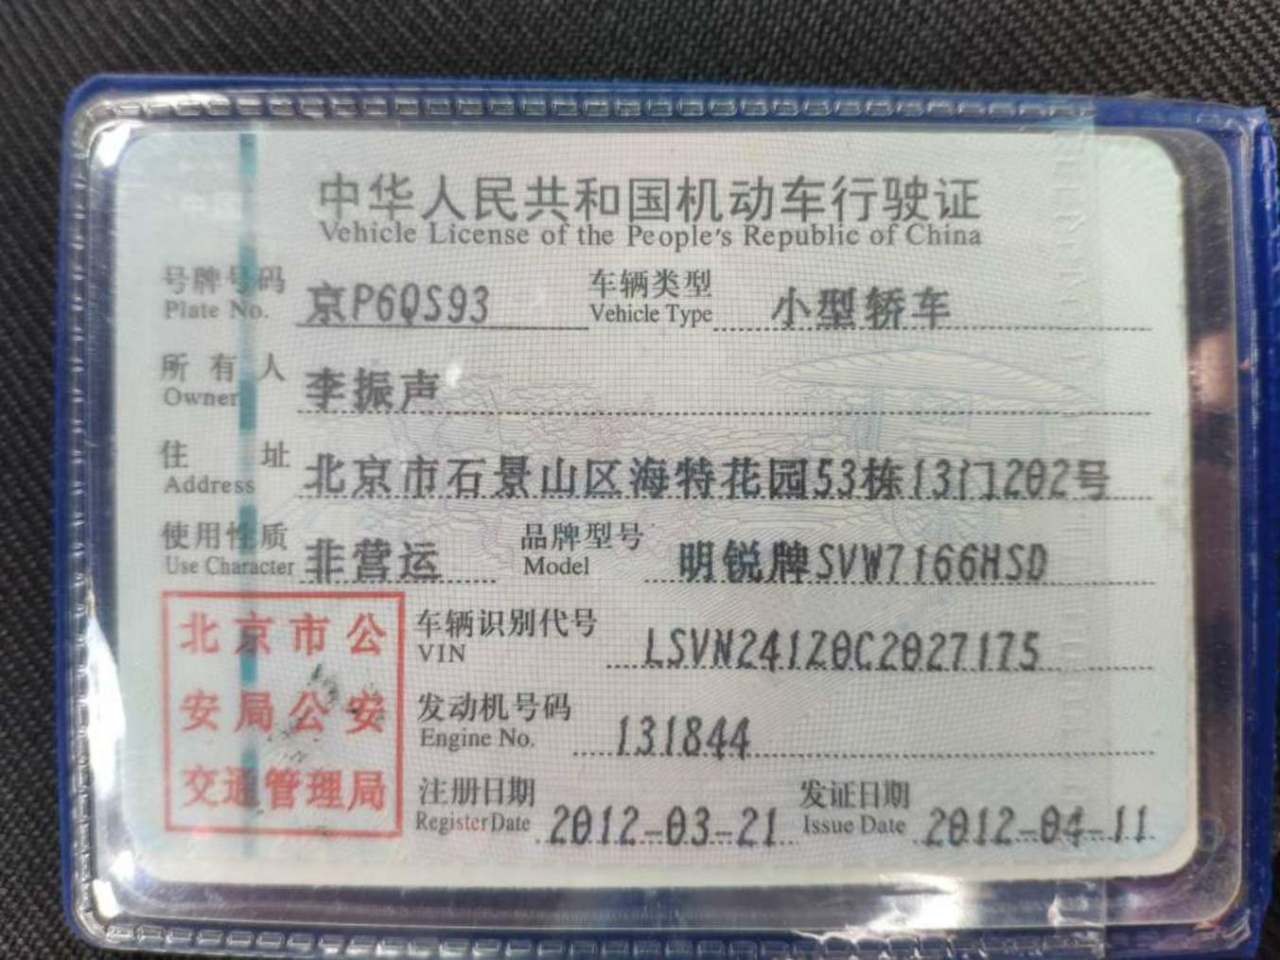 中华人民共和国机动车行驶证
Vehicle License of the People's Republic of China
号牌号码 京P6QS93 车辆类型 小型轿车
Plate No. Vehicle Type
所有人 李振声
Owner
住址 北京市石景山区海特花园53栋13门202号
Address
使用性质 非营运 品牌型号 明锐牌SVW7166HSD
Use Character Model
北京市公
安局公安
交通管理局
车辆识别代号 LSVN241Z0C2027175
VIN
发动机号码 131844
Engine No.
注册日期 2012-03-21 发证日期 2012-04-11
Register Date Issue Date